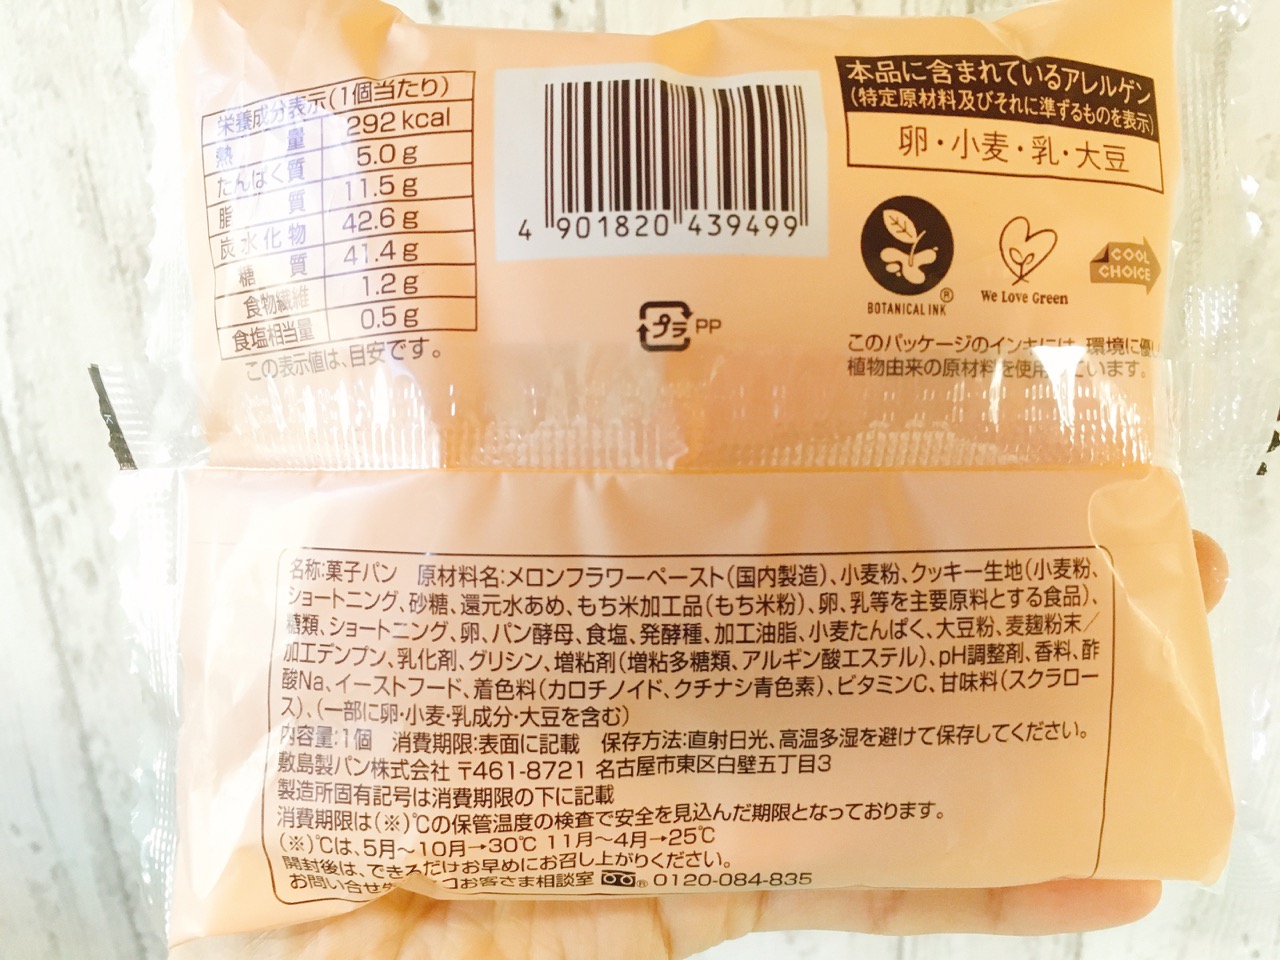 栄養成分表示(1個当たり)
熱量 292kcal
たんぱく質 5.0g
脂質 11.5g
炭水化物 42.6g
糖質 41.4g
食物繊維 1.2g
食塩相当量 0.5g
この表示値は、目安です。
4 901820 439499
プラ PP
本品に含まれているアレルゲン
(特定原材料及びそれに準ずるものを表示)
卵・小麦・乳・大豆
BOTANICAL INK®
We Love Green
COOL
CHOICE
このパッケージのインキには、環境に優
植物由来の原材料を使用しています。
名称:菓子パン 原材料名:メロンフラワーペースト(国内製造)、小麦粉、クッキー生地(小麦粉、
ショートニング、砂糖、還元水あめ、もち米加工品(もち米粉)、卵、乳等を主要原料とする食品)、
糖類、ショートニング、卵、パン酵母、食塩、発酵種、加工油脂、小麦たんぱく、大豆粉、麦麹粉末/
加工デンプン、乳化剤、グリシン、増粘剤(増粘多糖類、アルギン酸エステル)、pH調整剤、香料、酢
酸Na、イーストフード、着色料(カロチノイド、クチナシ青色素)、ビタミンC、甘味料(スクラロー
ス)、(一部に卵・小麦・乳成分・大豆を含む)
内容量:1個 消費期限:表面に記載 保存方法:直射日光、高温多湿を避けて保存してください。
敷島製パン株式会社 〒461-8721 名古屋市東区白壁五丁目3
製造所固有記号は消費期限の下に記載
消費期限は(※)℃の保管温度の検査で安全を見込んだ期限となっております。
(※)℃は、5月～10月→30℃ 11月～4月→25℃
開封後は、できるだけお早めにお召し上がりください。
お問い合せ コお客さま相談室 ® 0120-084-835